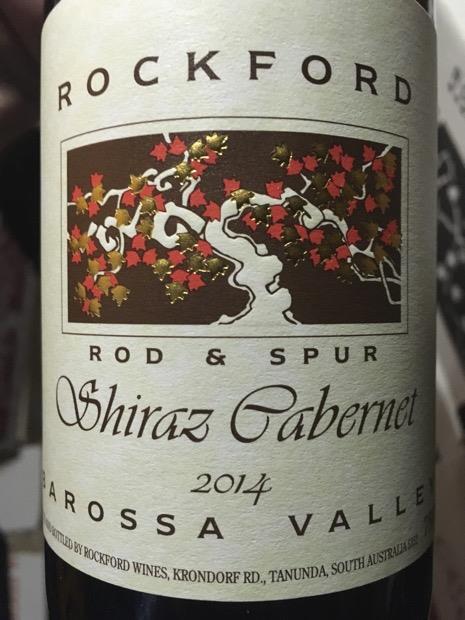 ROCKFORD
ROD & SPUR
Shiraz Cabernet
2014
BAROSSA VALLEY
BOTTLED BY ROCKFORD WINES, KRONDORF RD., TANUNDA, SOUTH AUSTRALIA 5352